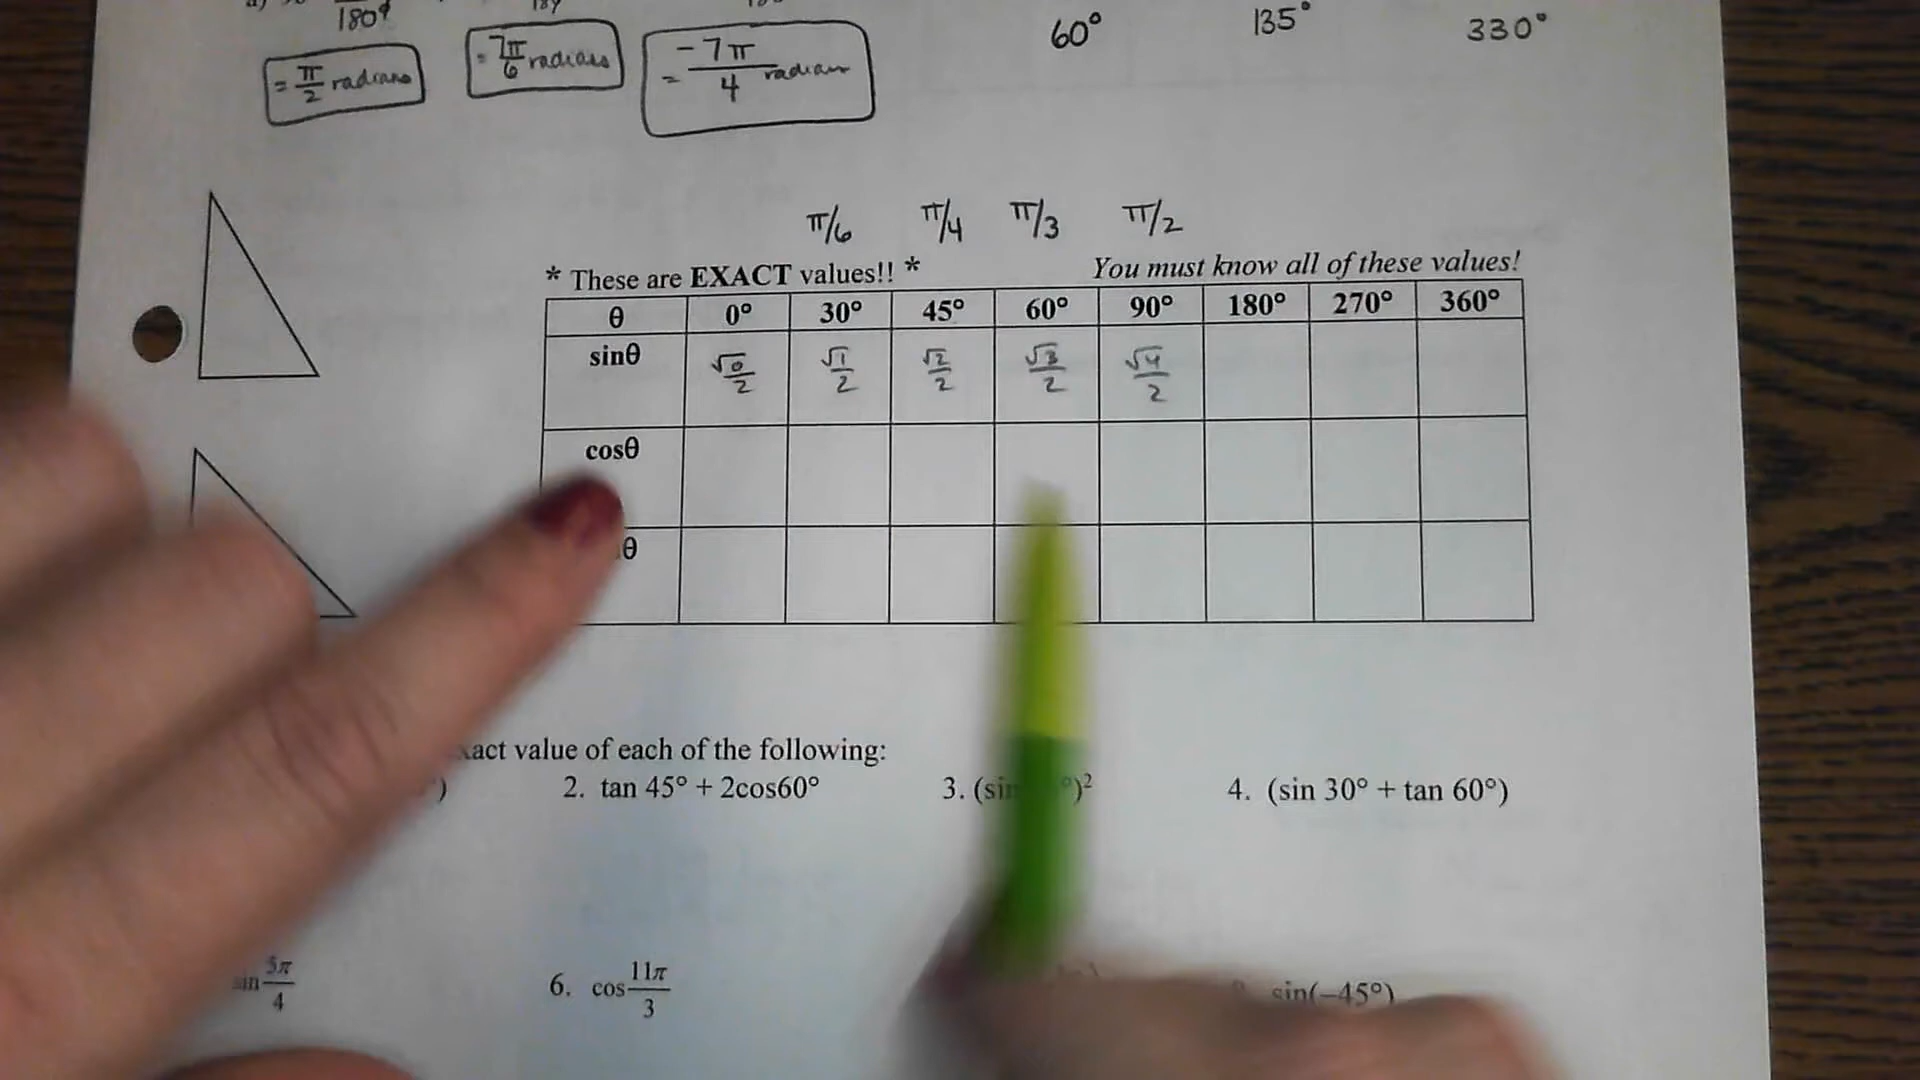 180°
60° 135° 330°
= π/2 radians = 7π/6 radians = -7π/4 radians
π/6 π/4 π/3 π/2
* These are EXACT values!! * You must know all of these values!
θ 0° 30° 45° 60° 90° 180° 270° 360°
sinθ √0/2 √1/2 √2/2 √3/2 √4/2
cosθ
θ
value of each of the following:
) 2. tan 45° + 2cos60° 3. (sin °)² 4. (sin 30° + tan 60°)
5π/4 6. cos 11π/3 sin(−45°)